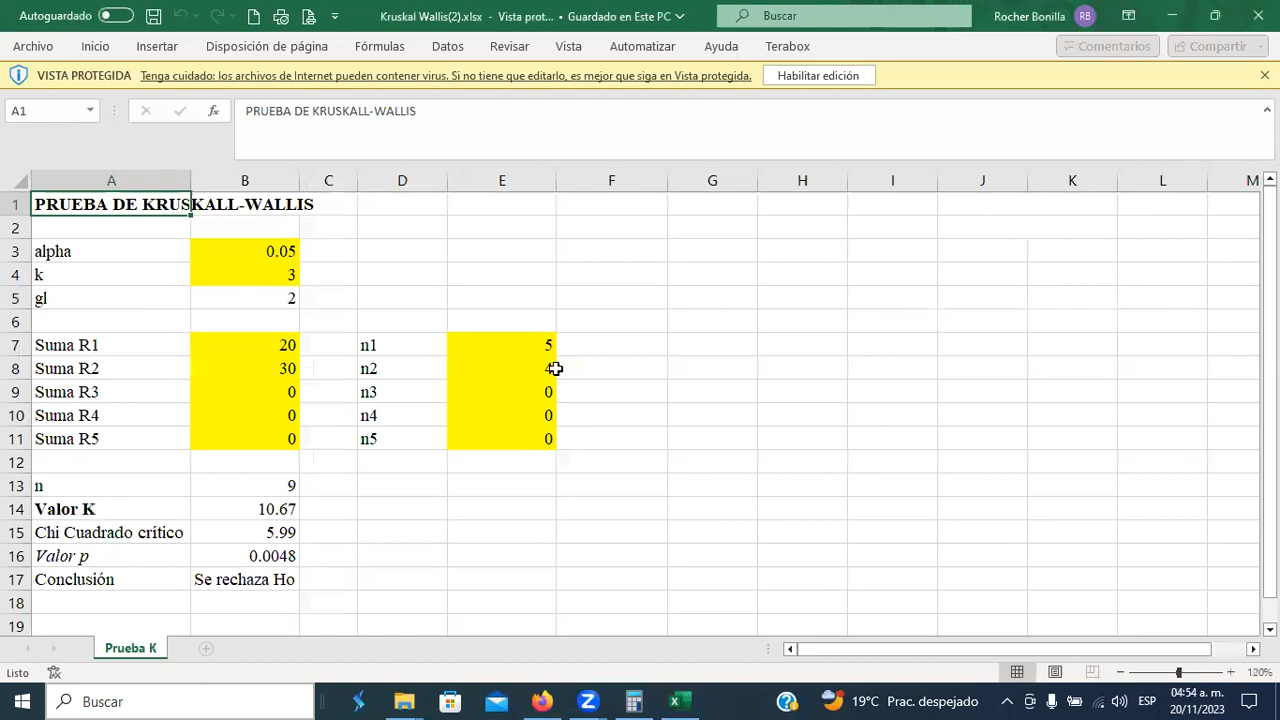 Autoguardado
Kruskal Wallis(2).xlsx - Vista prot... • Guardado en Este PC
Buscar
Rocher Bonilla RB
Archivo Inicio Insertar Disposición de página Fórmulas Datos Revisar Vista Automatizar Ayuda Terabox Comentarios Compartir
VISTA PROTEGIDA Tenga cuidado: los archivos de Internet pueden contener virus. Si no tiene que editarlo, es mejor que siga en Vista protegida. Habilitar edición
A1 fx PRUEBA DE KRUSKALL-WALLIS
A B C D E F G H I J K L M
1 PRUEBA DE KRUSKALL-WALLIS
2
3 alpha 0.05
4 k 3
5 gl 2
6
7 Suma R1 20 n1 5
8 Suma R2 30 n2 4
9 Suma R3 0 n3 0
10 Suma R4 0 n4 0
11 Suma R5 0 n5 0
12
13 n 9
14 Valor K 10.67
15 Chi Cuadrado crítico 5.99
16 Valor p 0.0048
17 Conclusión Se rechaza Ho
18
19
Prueba K
Listo 120%
Buscar 19°C Prac. despejado ESP 04:54 a. m.
20/11/2023